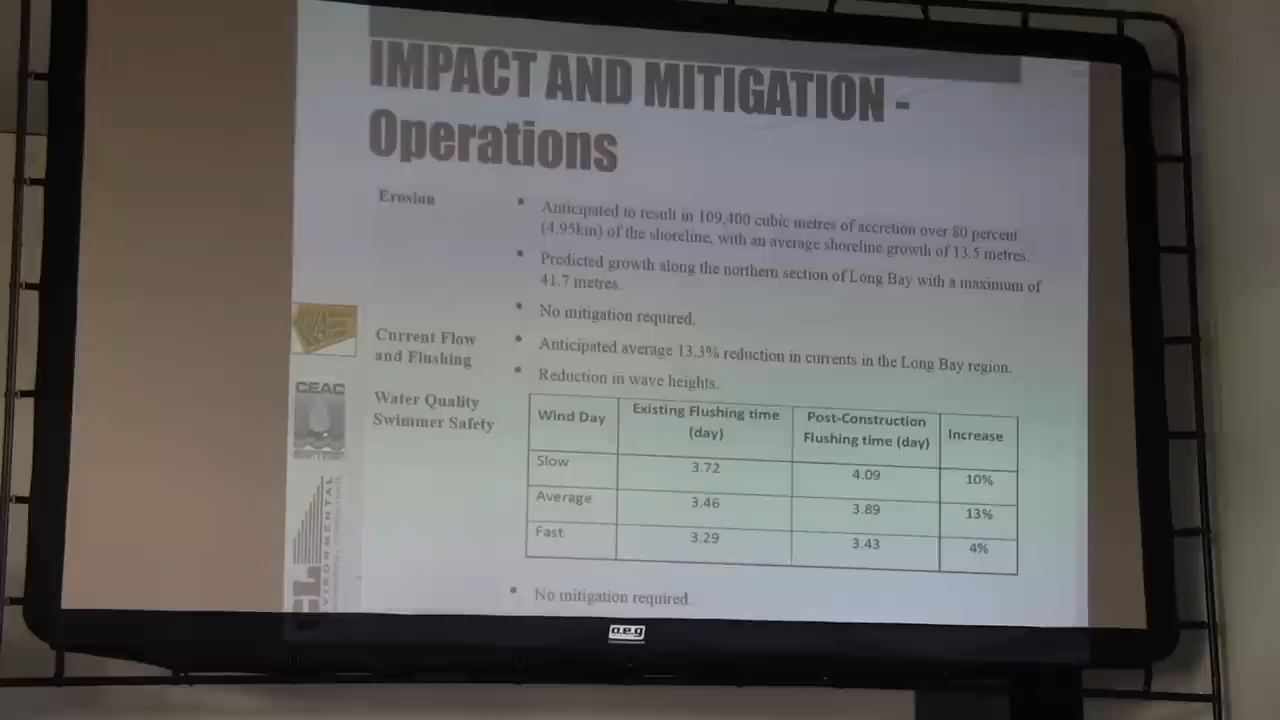 IMPACT AND MITIGATION -
Operations
Erosion
• Anticipated to result in 109,400 cubic metres of accretion over 80 percent
(4.95km) of the shoreline, with an average shoreline growth of 13.5 metres.
• Predicted growth along the northern section of Long Bay with a maximum of
41.7 metres.
• No mitigation required.
Current Flow
and Flushing
• Anticipated average 13.3% reduction in currents in the Long Bay region.
• Reduction in wave heights.
Water Quality
Swimmer Safety
Wind Day Existing Flushing time (day) Post-Construction Flushing time (day) Increase
Slow 3.72 4.09 10%
Average 3.46 3.89 13%
Fast 3.29 3.43 4%
• No mitigation required.
CEAC
aeg